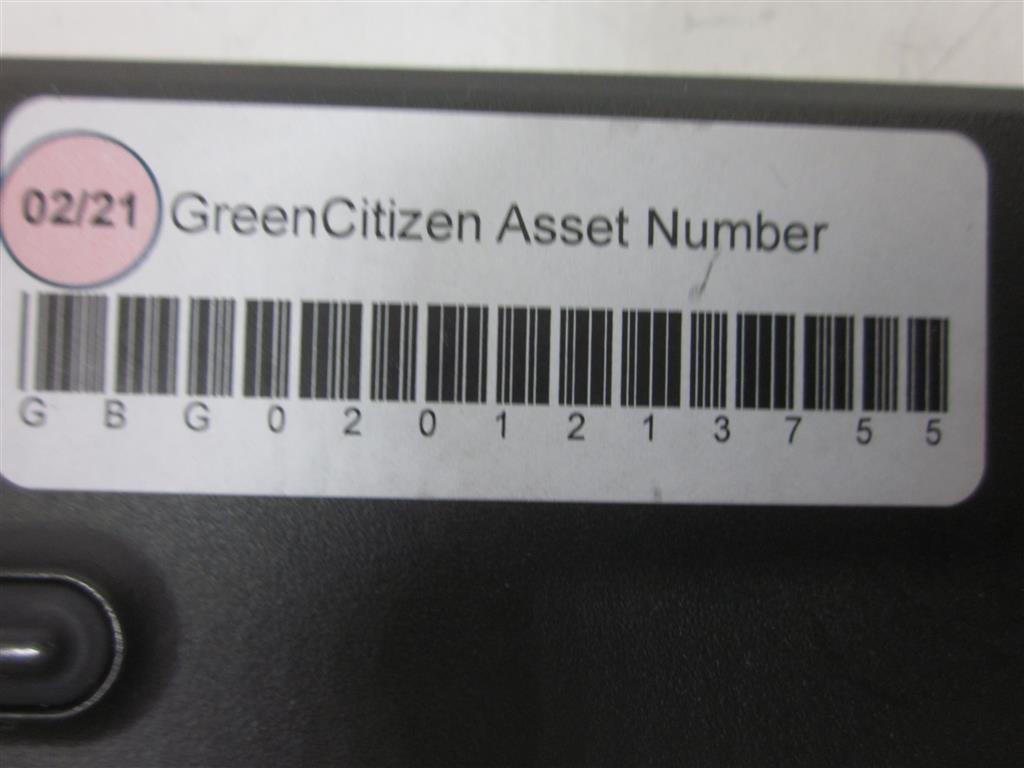 02/21 GreenCitizen Asset Number
G B G 0 2 0 1 2 1 3 7 5 5